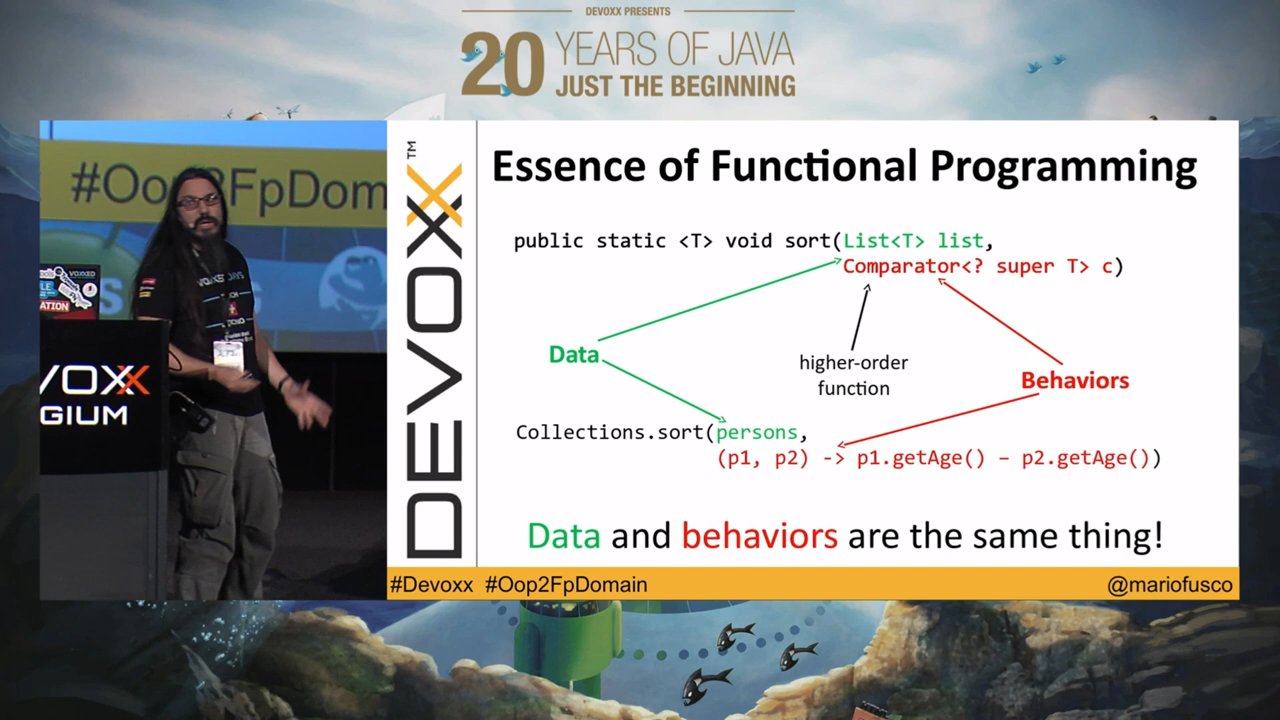 DEVOXX PRESENTS
20 YEARS OF JAVA
JUST THE BEGINNING
#Oop2FpDom
VOXX
GIUM
DEVOXX™
Essence of Functional Programming
public static <T> void sort(List<T> list,
Comparator<? super T> c)
Data
higher-order
function
Behaviors
Collections.sort(persons,
(p1, p2) -> p1.getAge() – p2.getAge())
Data and behaviors are the same thing!
#Devoxx #Oop2FpDomain
@mariofusco